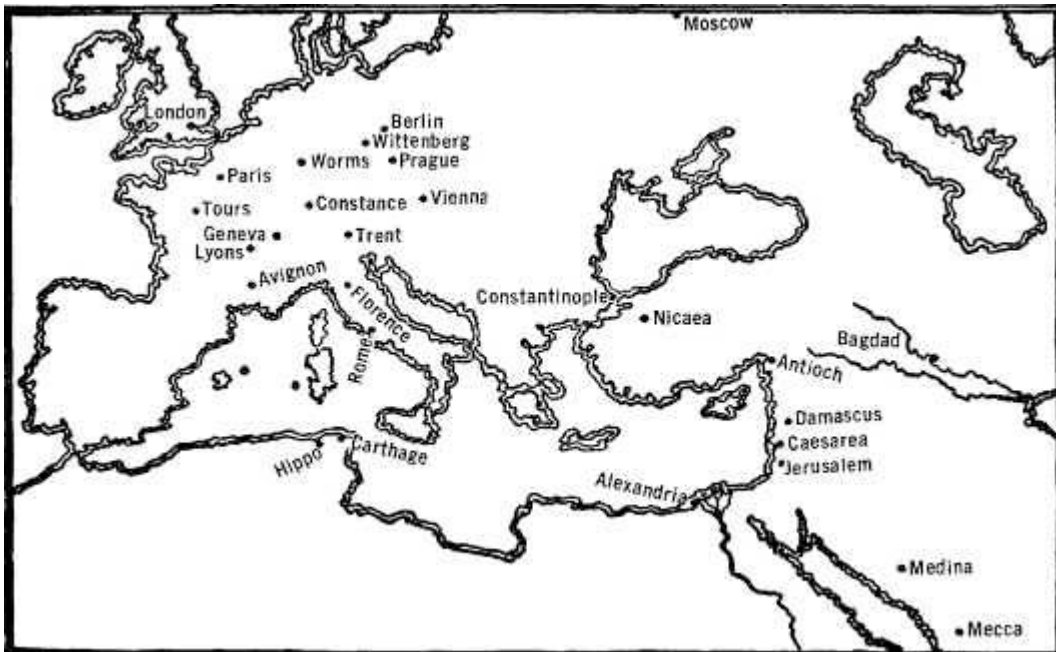 Moscow
London
Berlin
Wittenberg
Worms
Prague
Paris
Vienna
Tours
Constance
Geneva
Trent
Lyons
Avignon
Florence
Constantinople
Nicaea
Rome
Bagdad
Antioch
Damascus
Carthage
Caesarea
Hippo
Jerusalem
Alexandria
Medina
Mecca